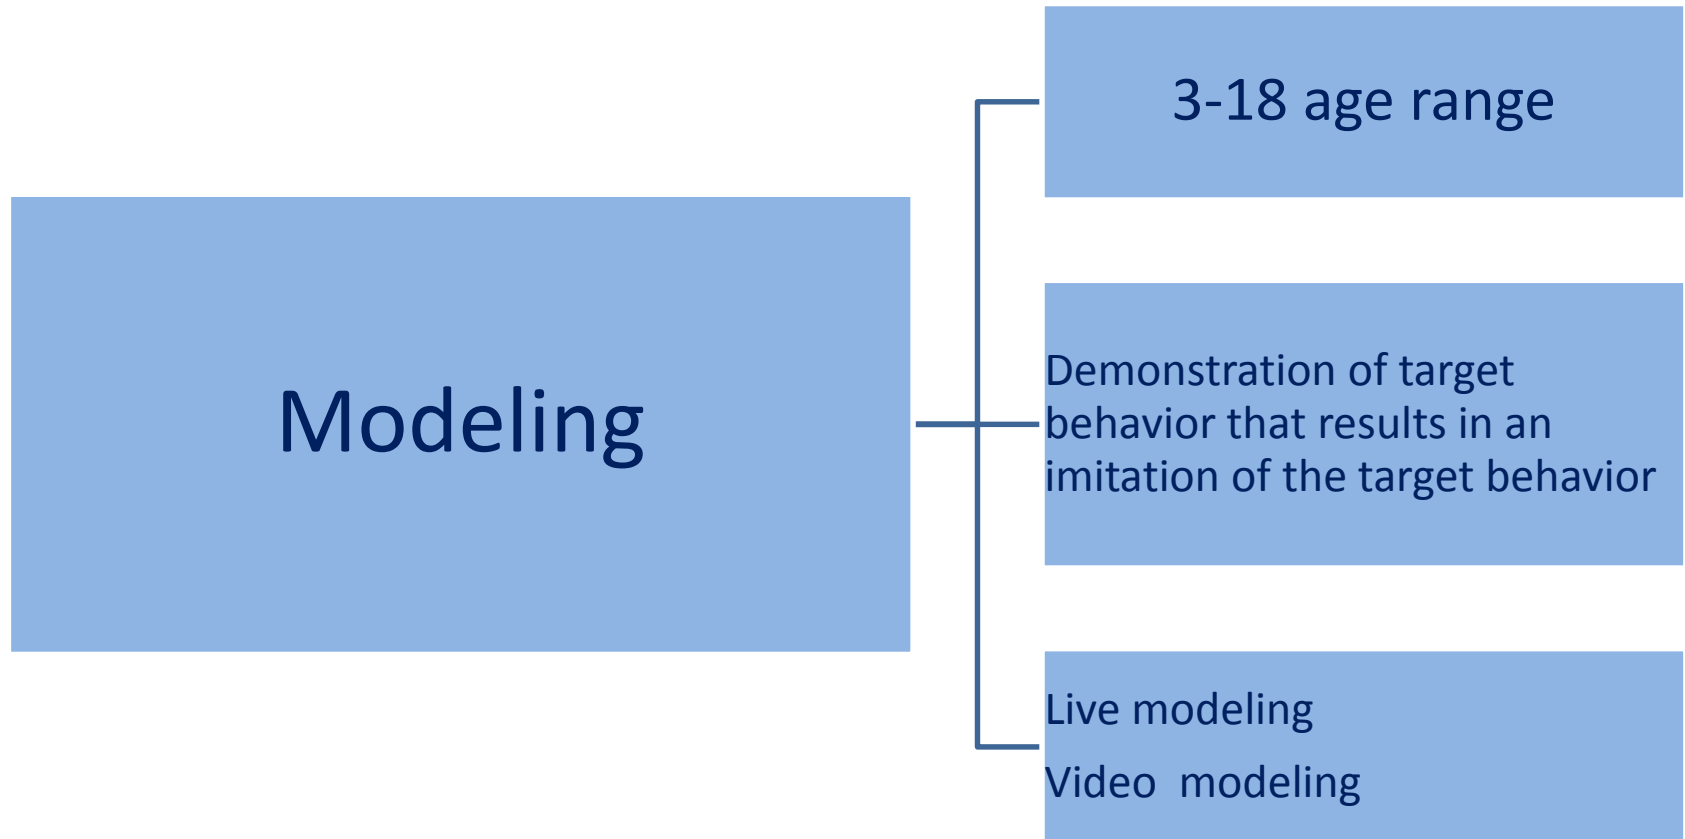 Modeling
3-18 age range
Demonstration of target
behavior that results in an
imitation of the target behavior
Live modeling
Video  modeling